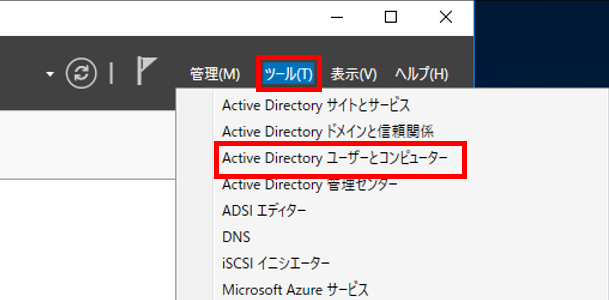 管理(M) ツール(T) 表示(V) ヘルプ(H)
Active Directory サイトとサービス
Active Directory ドメインと信頼関係
Active Directory ユーザーとコンピューター
Active Directory 管理センター
ADSI エディター
DNS
iSCSI イニシエーター
Microsoft Azure サービス